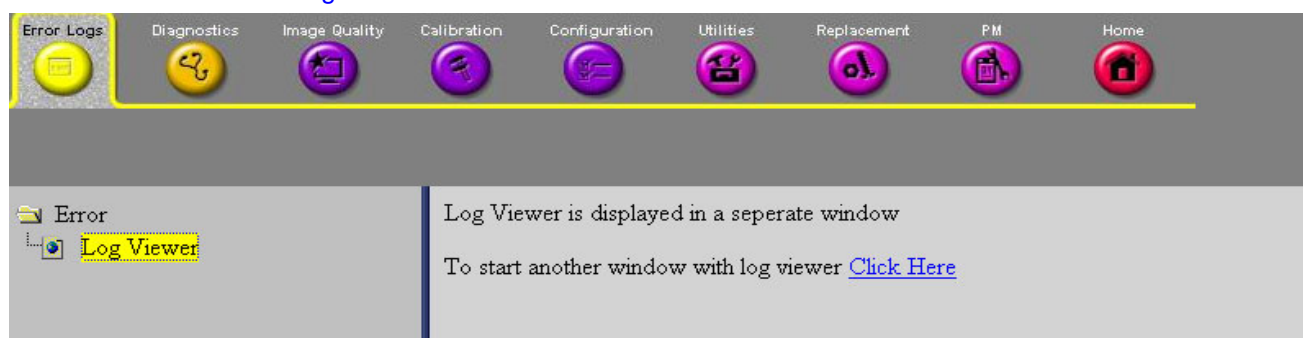 Error Logs
Diagnostics
Image Quality
Calibration
Configuration
Utilities
Replacement
PM
Home
Error
Log Viewer
Log Viewer is displayed in a seperate window
To start another window with log viewer Click Here